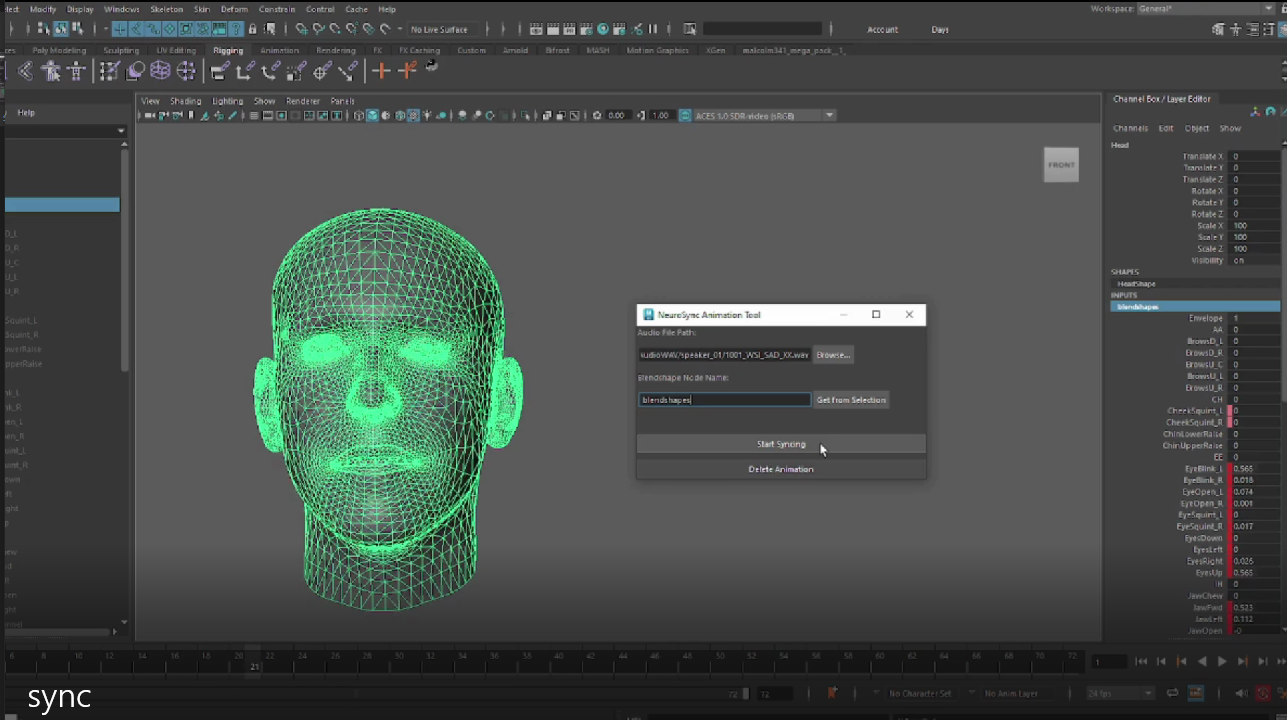 Modify Display Windows Skeleton Skin Deform Constrain Control Cache Help
Workspace: General*
No Live Surface
Account Days
Poly Modeling Sculpting UV Editing Rigging Animation Rendering FX FX Caching Custom Arnold Bifrost MASH Motion Graphics XGen malcolm341_mega_pack__1_
Help
View Shading Lighting Show Renderer Panels
0.00 1.00 ACES 1.0 SDR-video (sRGB)
FRONT
NeuroSync Animation Tool
Audio File Path:
udioWAV/speaker_01/1001_WSI_SAD_XX.wav Browse...
Blendshape Node Name:
blendshapes Get from Selection
Start Syncing
Delete Animation
Channel Box / Layer Editor
Channels Edit Object Show
Head
Translate X 0
Translate Y 0
Translate Z 0
Rotate X 0
Rotate Y 0
Rotate Z 0
Scale X 100
Scale Y 100
Scale Z 100
Visibility on
SHAPES
HeadShape
INPUTS
blendshapes
Envelope 1
AA 0
BrowsD_L 0
BrowsD_R 0
BrowsU_C 0
BrowsU_L 0
BrowsU_R 0
CH 0
CheekSquint_L 0
CheekSquint_R 0
ChinLowerRaise 0
ChinUpperRaise 0
EE 0
EyeBlink_L 0.565
EyeBlink_R 0.018
EyeOpen_L 0.074
EyeOpen_R 0.001
EyeSquint_L 0
EyeSquint_R 0.017
EyesDown 0
EyesLeft 0
EyesRight 0.026
EyesUp 0.565
IH 0
JawChew 0
JawFwd 0.523
JawLeft 0.112
JawOpen -0
6 8 10 12 14 16 18 20 22 24 26 28 30 32 34 36 38 40 42 44 46 48 50 52 54 56 58 60 62 64 66 68 70 72
21
1
72 72
No Character Set No Anim Layer 24 fps
sync